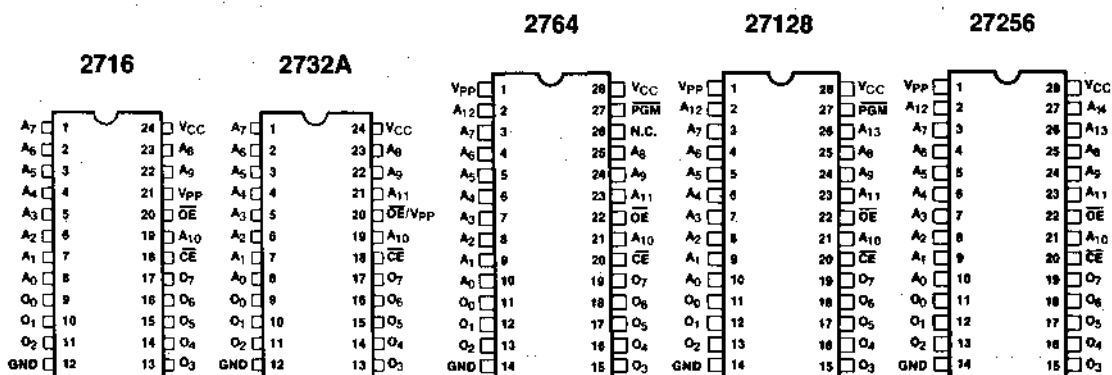 2716
A7 1 24 VCC
A6 2 23 A8
A5 3 22 A9
A4 4 21 VPP
A3 5 20 OE
A2 6 19 A10
A1 7 18 CE
A0 8 17 O7
O0 9 16 O6
O1 10 15 O5
O2 11 14 O4
GND 12 13 O3
2732A
A7 1 24 VCC
A6 2 23 A8
A5 3 22 A9
A4 4 21 A11
A3 5 20 OE/VPP
A2 6 19 A10
A1 7 18 CE
A0 8 17 O7
O0 9 16 O6
O1 10 15 O5
O2 11 14 O4
GND 12 13 O3
2764
VPP 1 28 VCC
A12 2 27 PGM
A7 3 26 N.C.
A6 4 25 A8
A5 5 24 A9
A4 6 23 A11
A3 7 22 OE
A2 8 21 A10
A1 9 20 CE
A0 10 19 O7
O0 11 18 O6
O1 12 17 O5
O2 13 16 O4
GND 14 15 O3
27128
VPP 1 28 VCC
A12 2 27 PGM
A7 3 26 A13
A6 4 25 A8
A5 5 24 A9
A4 6 23 A11
A3 7 22 OE
A2 8 21 A10
A1 9 20 CE
A0 10 19 O7
O0 11 18 O6
O1 12 17 O5
O2 13 16 O4
GND 14 15 O3
27256
VPP 1 28 VCC
A12 2 27 A14
A7 3 26 A13
A6 4 25 A8
A5 5 24 A9
A4 6 23 A11
A3 7 22 OE
A2 8 21 A10
A1 9 20 CE
A0 10 19 O7
O0 11 18 O6
O1 12 17 O5
O2 13 16 O4
GND 14 15 O3